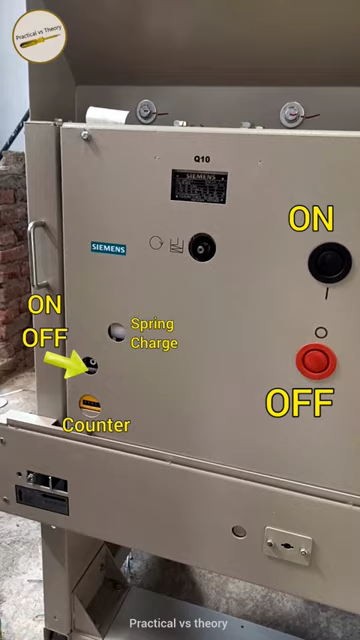 Practical vs Theory
Q10
SIEMENS
SIEMENS
ON
I
ON
OFF
Spring
Charge
O
OFF
Counter
Practical vs theory